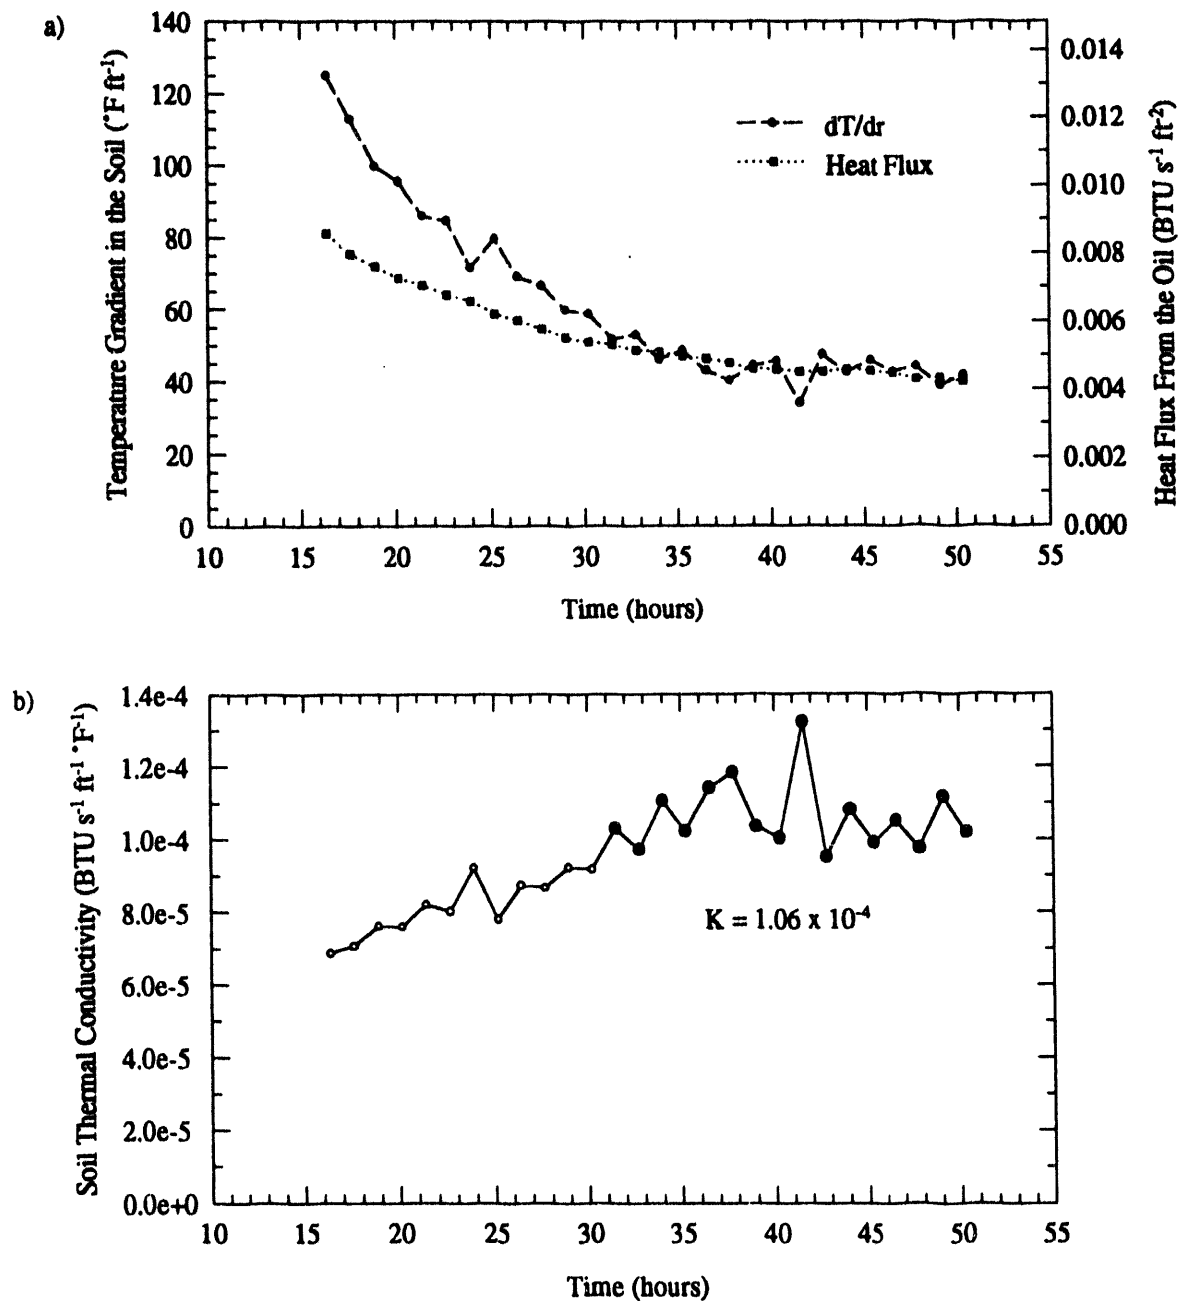 a)
Temperature Gradient in the Soil (°F ft-1)
140
120
100
80
60
40
20
0
dT/dr
Heat Flux
0.014
0.012
0.010
0.008
0.006
0.004
0.002
0.000
Heat Flux From the Oil (BTU s-1 ft-2)
10 15 20 25 30 35 40 45 50 55
Time (hours)
b)
Soil Thermal Conductivity (BTU s-1 ft-1 °F-1)
1.4e-4
1.2e-4
1.0e-4
8.0e-5
6.0e-5
4.0e-5
2.0e-5
0.0e+0
K = 1.06 x 10-4
10 15 20 25 30 35 40 45 50 55
Time (hours)